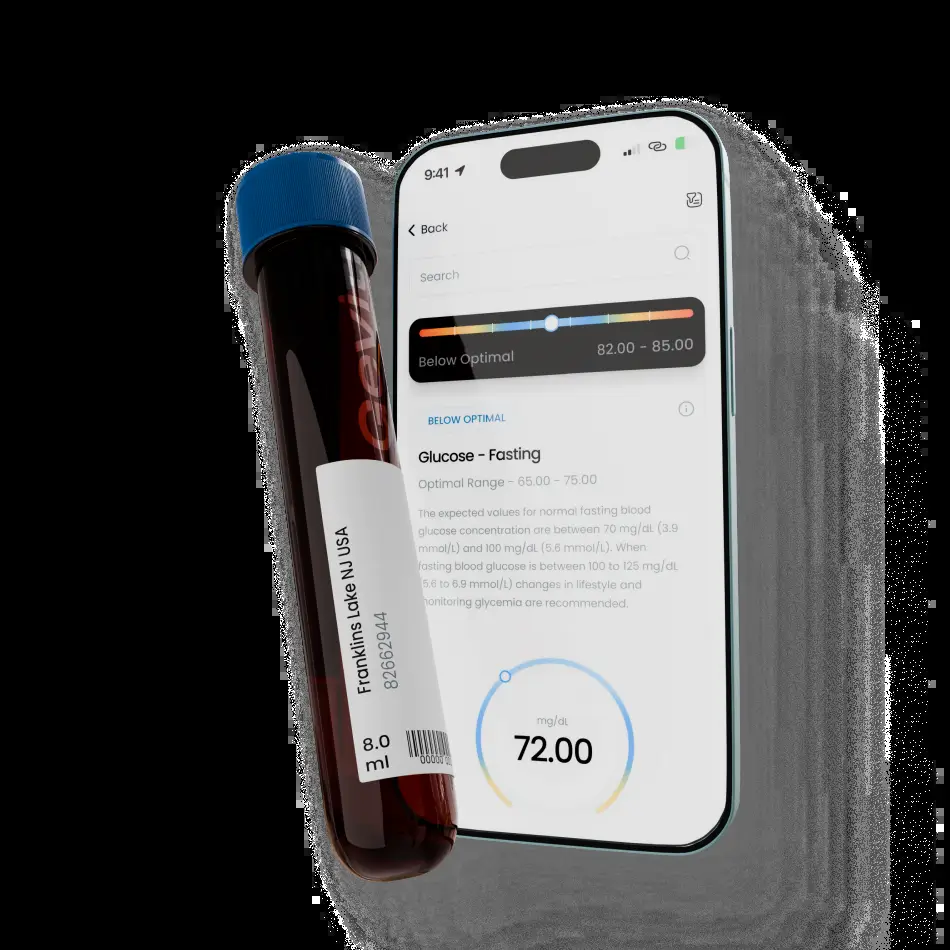 9:41
Back
Search
Below Optimal
82.00 - 85.00
BELOW OPTIMAL
Glucose - Fasting
Optimal Range - 65.00 - 75.00
The expected values for normal fasting blood
glucose concentration are between 70 mg/dL (3.9
mmol/L) and 100 mg/dL (5.6 mmol/L). When
fasting blood glucose is between 100 to 125 mg/dL
(5.6 to 6.9 mmol/L) changes in lifestyle and
monitoring glycemia are recommended.
mg/dL
72.00
Franklins Lake NJ USA
82662944
8.0
ml